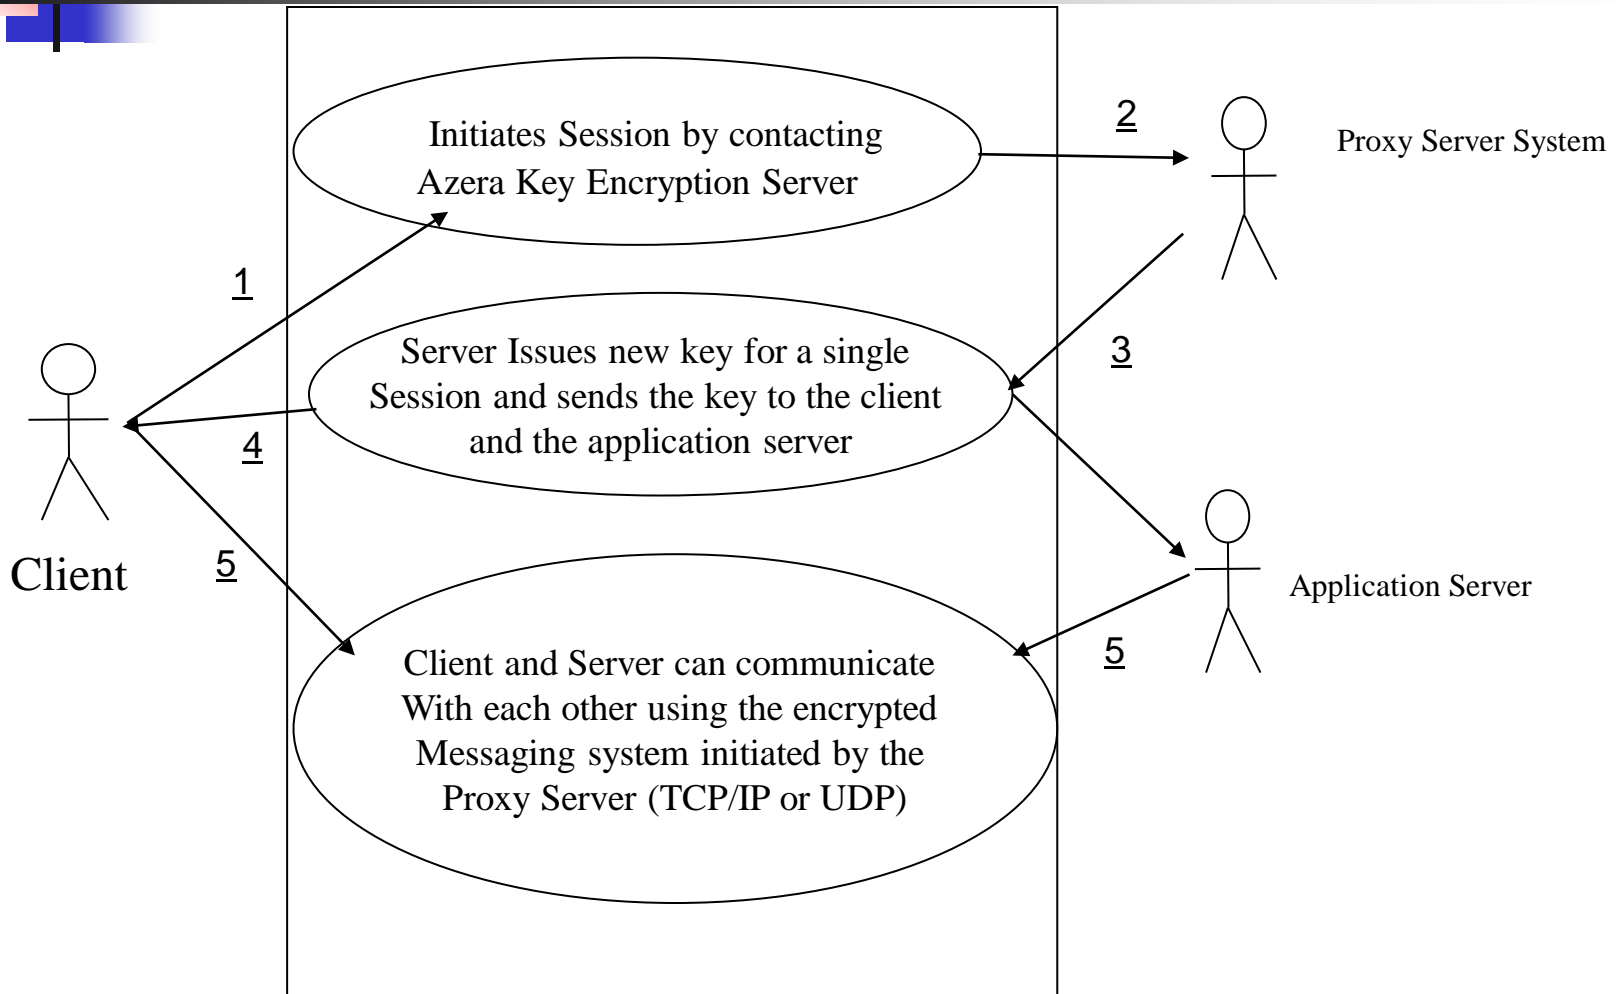 Initiates Session by contacting
Azera Key Encryption Server
2
Proxy Server System
1
Server Issues new key for a single
Session and sends the key to the client
and the application server
3
4
Client
5
Application Server
5
Client and Server can communicate
With each other using the encrypted
Messaging system initiated by the
Proxy Server (TCP/IP or UDP)